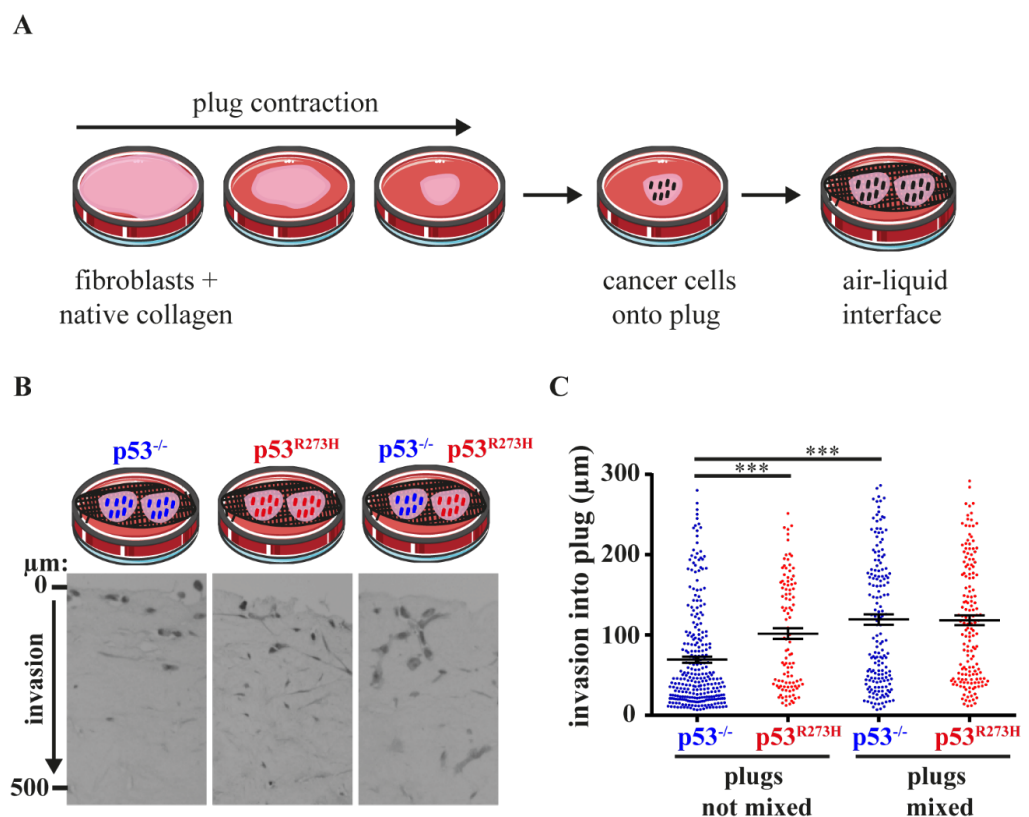 A
plug contraction
fibroblasts +
native collagen
cancer cells
onto plug
air-liquid
interface
B
p53-/-
p53R273H
p53-/- p53R273H
µm:
0
invasion
500
C
invasion into plug (µm)
300
200
100
0
***
***
p53-/- p53R273H p53-/- p53R273H
plugs
not mixed
plugs
mixed